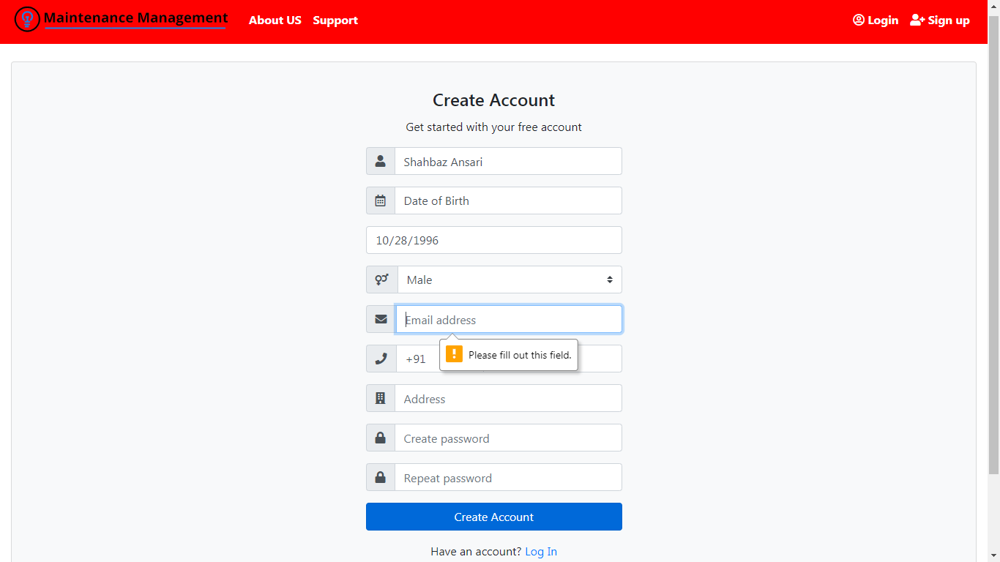 Maintenance Management About US Support Login Sign up
Create Account
Get started with your free account
Shahbaz Ansari
Date of Birth
10/28/1996
Male
Email address
Please fill out this field.
+91
Address
Create password
Repeat password
Create Account
Have an account? Log In